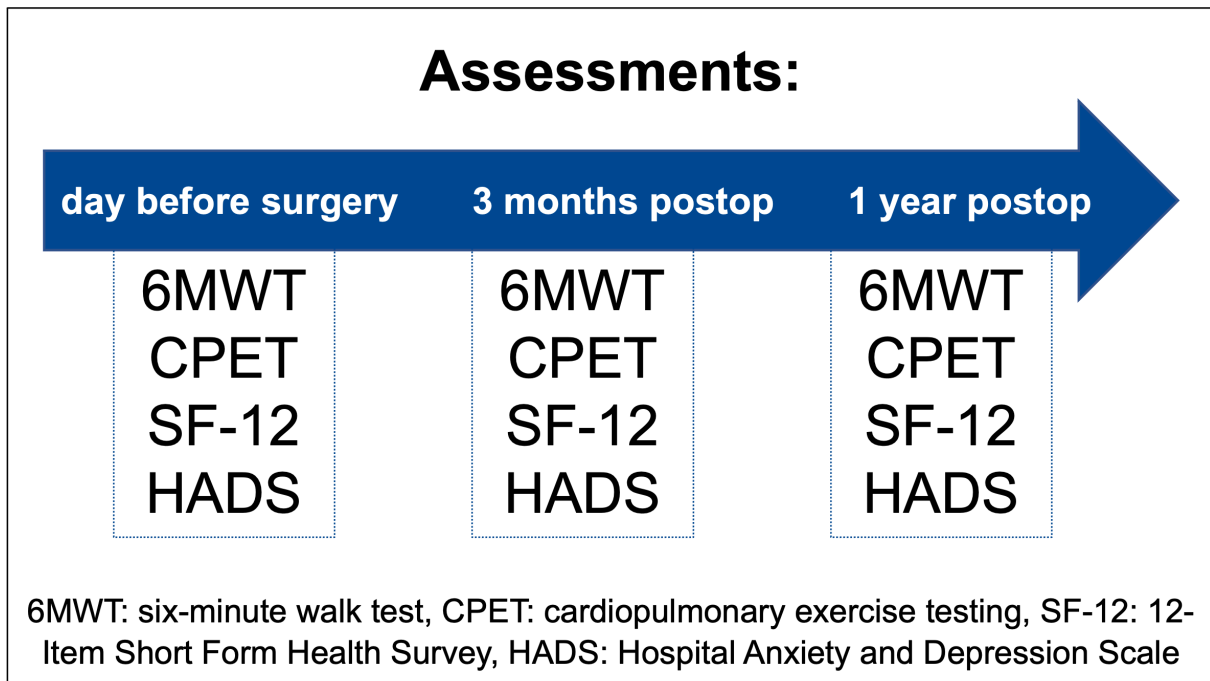 Assessments:
day before surgery 3 months postop 1 year postop
6MWT 6MWT 6MWT
CPET CPET CPET
SF-12 SF-12 SF-12
HADS HADS HADS
6MWT: six-minute walk test, CPET: cardiopulmonary exercise testing, SF-12: 12-
Item Short Form Health Survey, HADS: Hospital Anxiety and Depression Scale